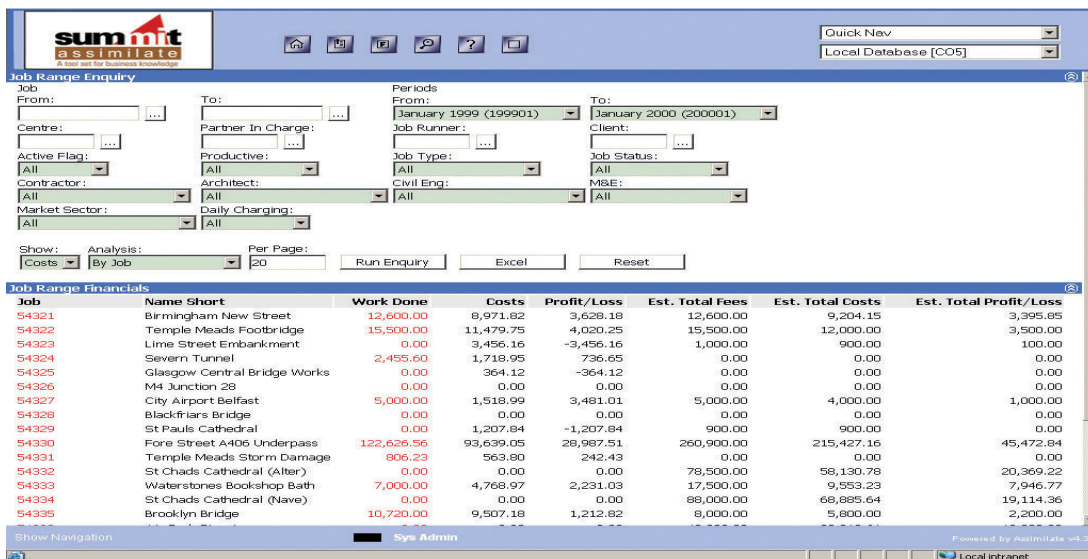 summit
assimilate
A tool set for business knowledge
Quick Nav
Local Database [CO5]
Job Range Enquiry
Job Periods
From: To: From: To:
January 1999 (199901) January 2000 (200001)
Centre: Partner In Charge: Job Runner: Client:
Active Flag: Productive: Job Type: Job Status:
All All All All
Contractor: Architect: Civil Eng: M&E:
All All All All
Market Sector: Daily Charging:
All All
Show: Analysis: Per Page:
Costs By Job 20 Run Enquiry Excel Reset
Job Range Financials
Job Name Short Work Done Costs Profit/Loss Est. Total Fees Est. Total Costs Est. Total Profit/Loss
54321 Birmingham New Street 12,600.00 8,971.82 3,628.18 12,600.00 9,204.15 3,395.85
54322 Temple Meads Footbridge 15,500.00 11,479.75 4,020.25 15,500.00 12,000.00 3,500.00
54323 Lime Street Embankment 0.00 3,456.16 -3,456.16 1,000.00 900.00 100.00
54324 Severn Tunnel 2,455.60 1,718.95 736.65 0.00 0.00 0.00
54325 Glasgow Central Bridge Works 0.00 364.12 -364.12 0.00 0.00 0.00
54326 M4 Junction 28 0.00 0.00 0.00 0.00 0.00 0.00
54327 City Airport Belfast 5,000.00 1,518.99 3,481.01 5,000.00 4,000.00 1,000.00
54328 Blackfriars Bridge 0.00 0.00 0.00 0.00 0.00 0.00
54329 St Pauls Cathedral 0.00 1,207.84 -1,207.84 900.00 900.00 0.00
54330 Fore Street A406 Underpass 122,626.56 93,639.05 28,987.51 260,900.00 215,427.16 45,472.84
54331 Temple Meads Storm Damage 806.23 563.80 242.43 0.00 0.00 0.00
54332 St Chads Cathedral (Alter) 0.00 0.00 0.00 78,500.00 58,130.78 20,369.22
54333 Waterstones Bookshop Bath 7,000.00 4,768.97 2,231.03 17,500.00 9,553.23 7,946.77
54334 St Chads Cathedral (Nave) 0.00 0.00 0.00 88,000.00 68,885.64 19,114.36
54335 Brooklyn Bridge 10,720.00 9,507.18 1,212.82 8,000.00 5,800.00 2,200.00
Show Navigation Sys Admin Powered by Assimilate
Local intranet